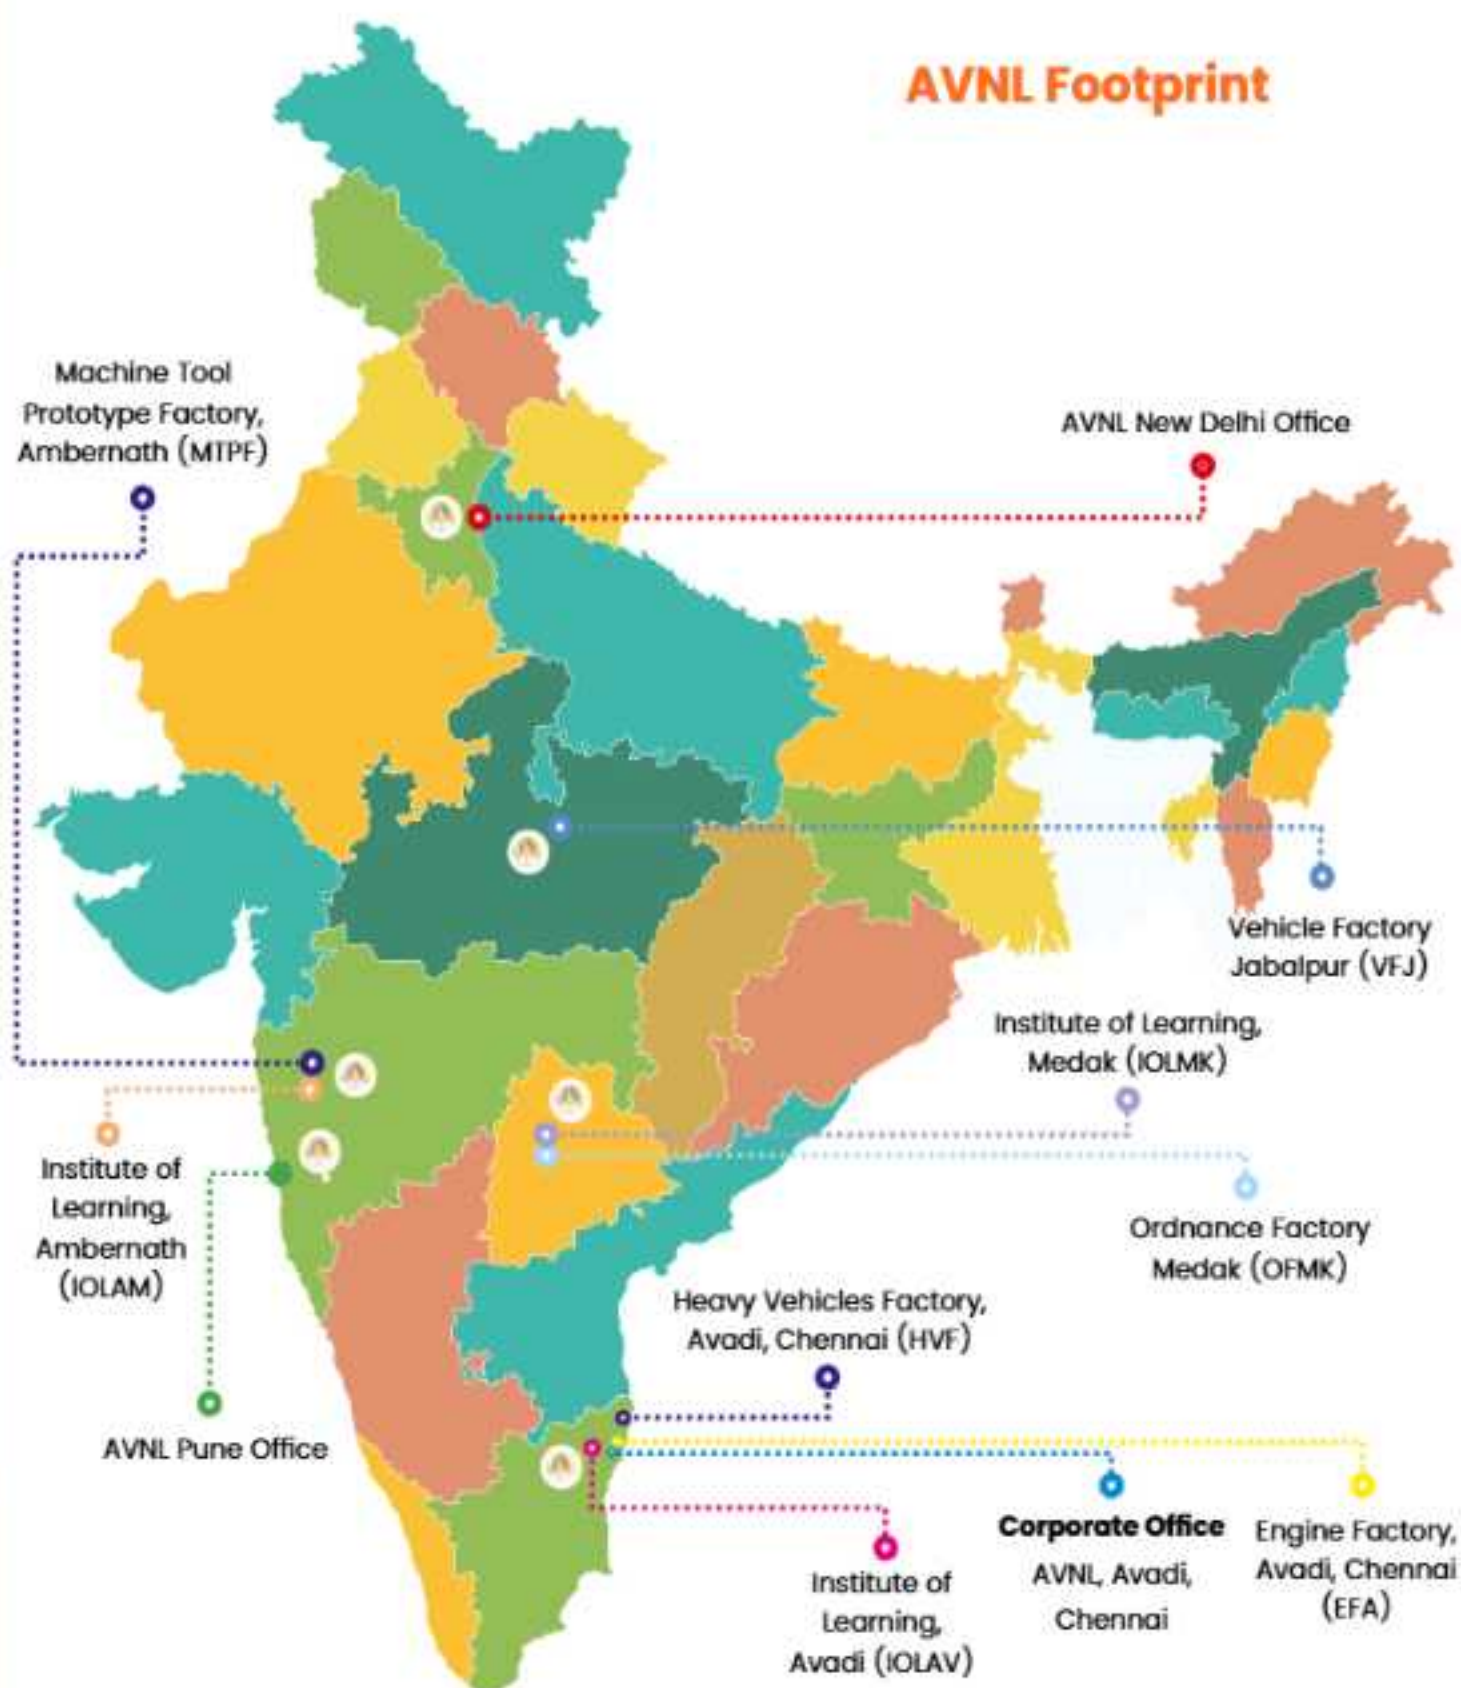 AVNL Footprint
Machine Tool
Prototype Factory,
Ambernath (MTPF)
AVNL New Delhi Office
Vehicle Factory
Jabalpur (VFJ)
Institute of Learning,
Medak (IOLMK)
Institute of
Learning,
Ambernath
(IOLAM)
Ordnance Factory
Medak (OFMK)
Heavy Vehicles Factory,
Avadi, Chennai (HVF)
AVNL Pune Office
Corporate Office
AVNL, Avadi,
Chennai
Engine Factory,
Avadi, Chennai
(EFA)
Institute of
Learning,
Avadi (IOLAV)